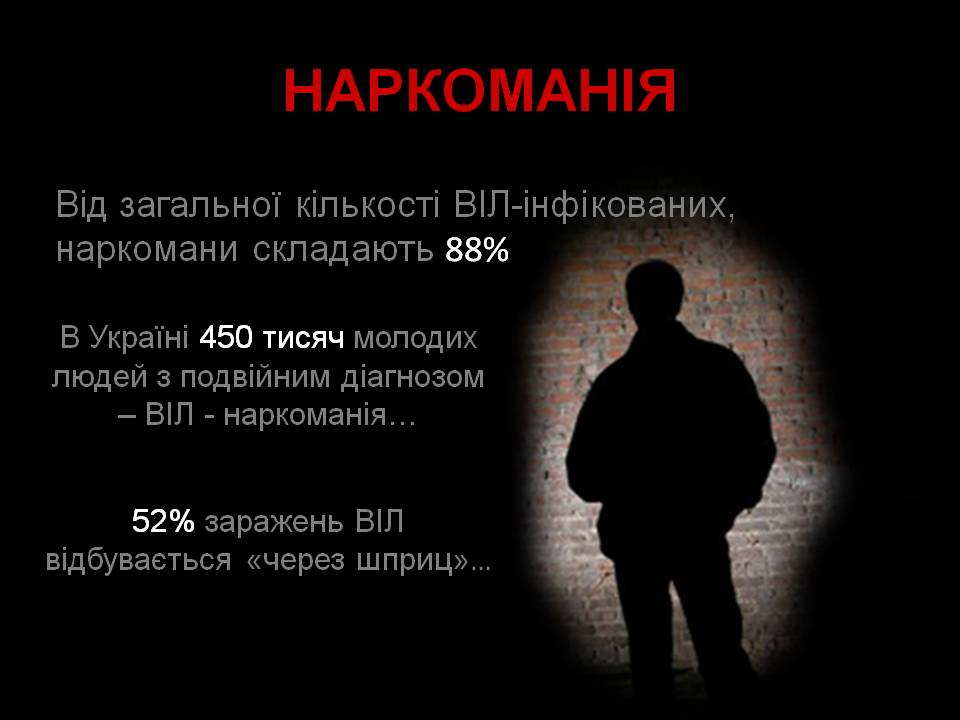 НАРКОМАНІЯ
Від загальної кількості ВІЛ-інфікованих,
наркомани складають 88%
В Україні 450 тисяч молодих
людей з подвійним діагнозом
– ВІЛ - наркоманія…
52% заражень ВІЛ
відбувається «через шприц»...